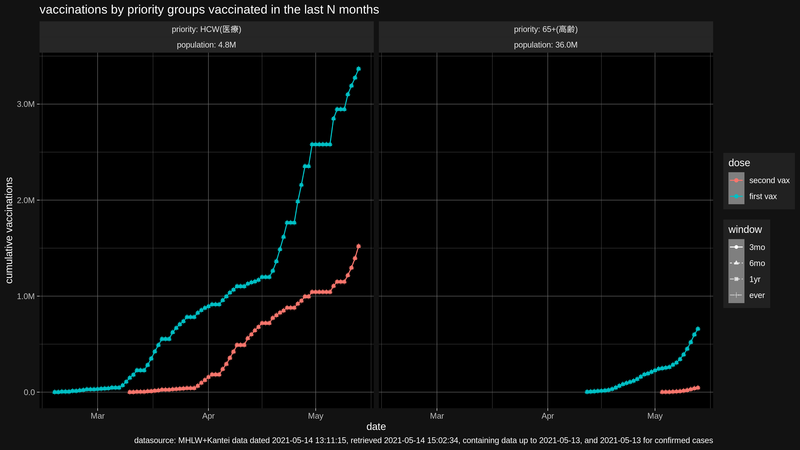 vaccinations by priority groups vaccinated in the last N months
priority: HCW(医療)
population: 4.8M
priority: 65+(高齢)
population: 36.0M
cumulative vaccinations
3.0M
2.0M
1.0M
0.0
Mar
Apr
May
Mar
Apr
May
date
dose
second vax
first vax
window
3mo
6mo
1yr
ever
datasource: MHLW+Kantei data dated 2021-05-14 13:11:15, retrieved 2021-05-14 15:02:34, containing data up to 2021-05-13, and 2021-05-13 for confirmed cases